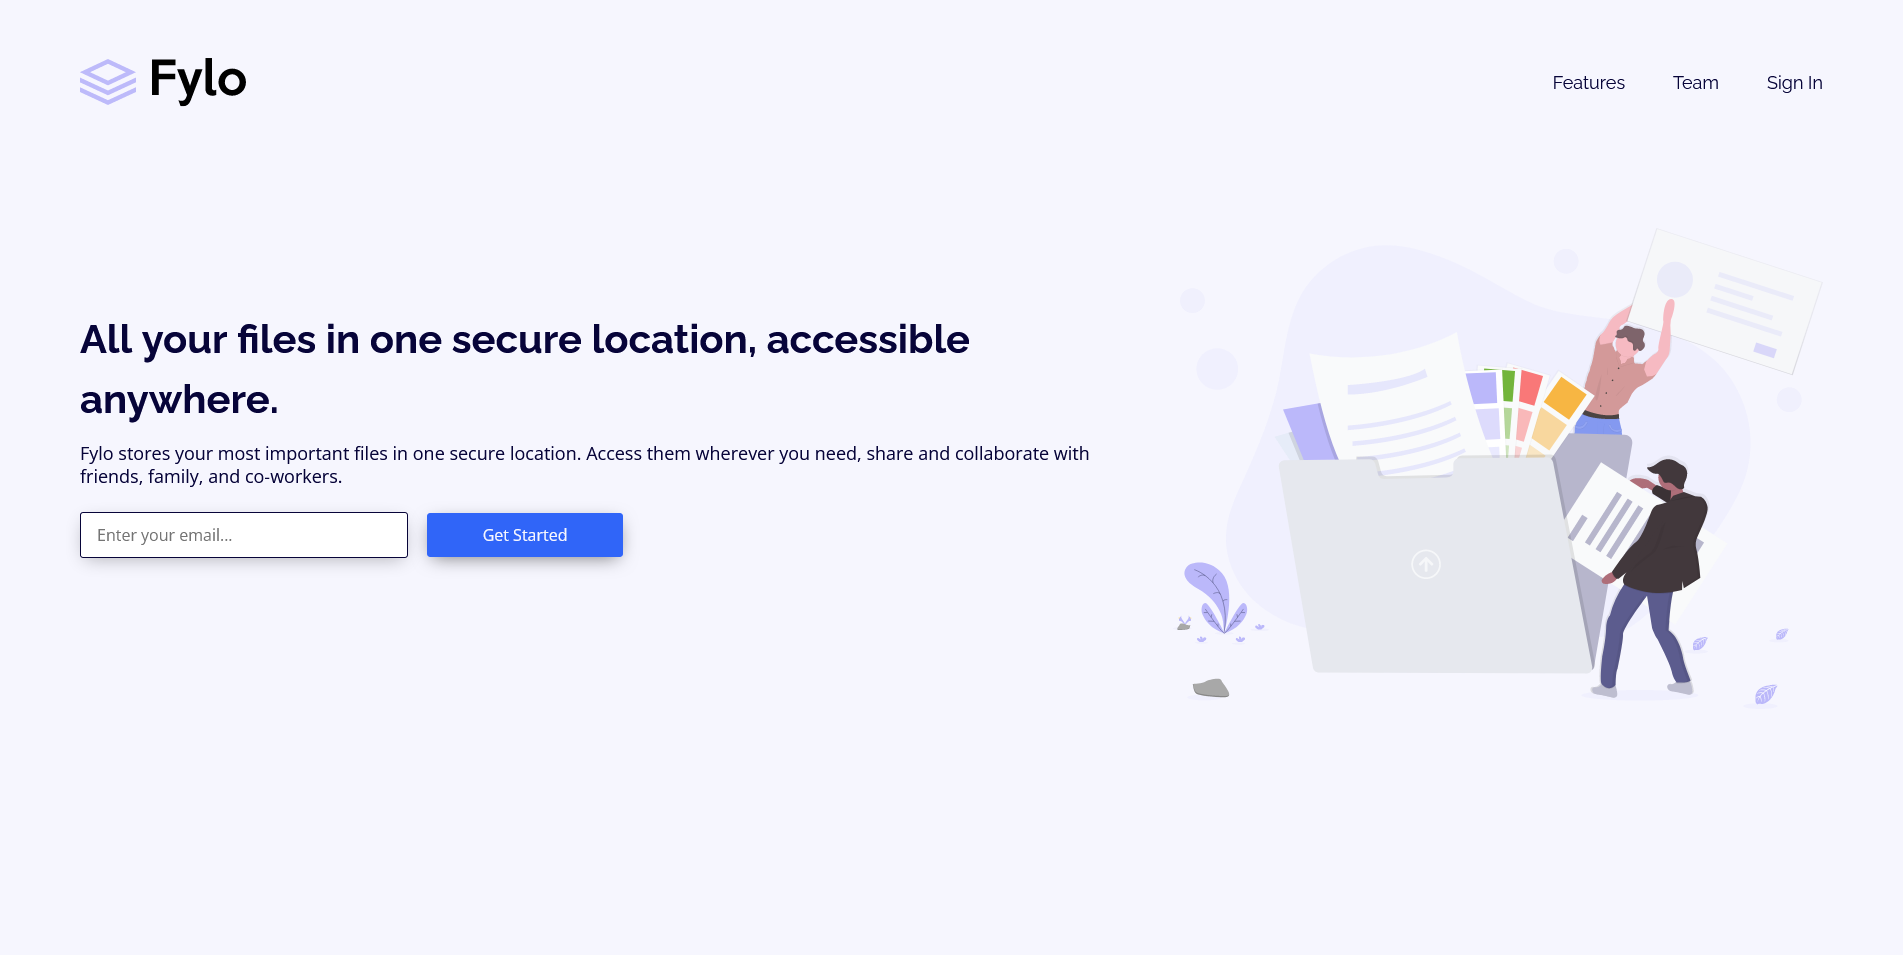 Fylo
Features
Team
Sign In
All your files in one secure location, accessible
anywhere.
Fylo stores your most important files in one secure location. Access them wherever you need, share and collaborate with
friends, family, and co-workers.
Enter your email...
Get Started